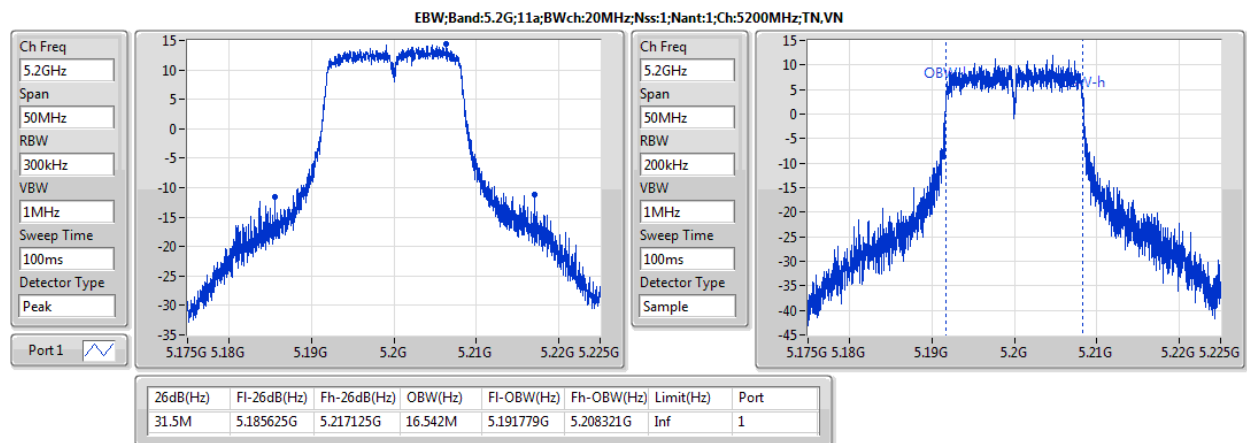 EBW;Band:5.2G;11a;BWch:20MHz;Nss:1;Nant:1;Ch:5200MHz;TN,VN
Ch Freq
5.2GHz
Span
50MHz
RBW
300kHz
VBW
1MHz
Sweep Time
100ms
Detector Type
Peak
Port 1
15
10
5
0
-5
-10
-15
-20
-25
-30
-35
5.175G 5.18G 5.19G 5.2G 5.21G 5.22G 5.225G
Ch Freq
5.2GHz
Span
50MHz
RBW
200kHz
VBW
1MHz
Sweep Time
100ms
Detector Type
Sample
15
10
5
0
-5
-10
-15
-20
-25
-30
-35
-40
-45
5.175G 5.18G 5.19G 5.2G 5.21G 5.22G 5.225G
26dB(Hz) Fl-26dB(Hz) Fh-26dB(Hz) OBW(Hz) Fl-OBW(Hz) Fh-OBW(Hz) Limit(Hz) Port
31.5M 5.185625G 5.217125G 16.542M 5.191779G 5.208321G Inf 1